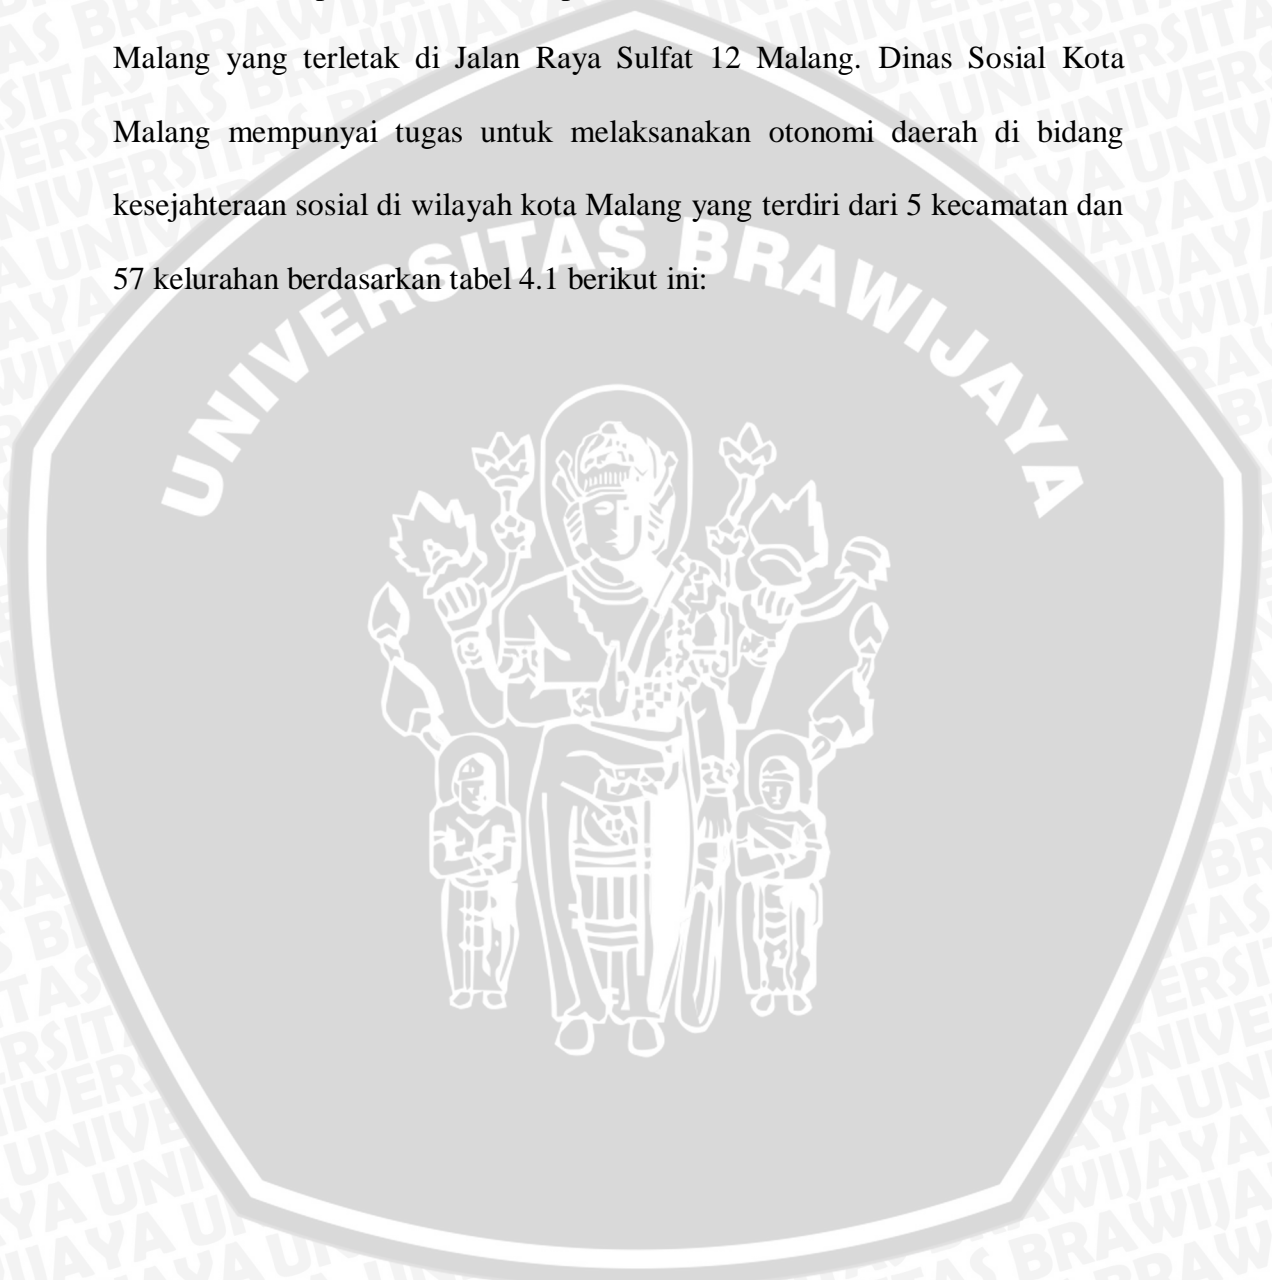 Malang yang terletak di Jalan Raya Sulfat 12 Malang. Dinas Sosial Kota
Malang mempunyai tugas untuk melaksanakan otonomi daerah di bidang
kesejahteraan sosial di wilayah kota Malang yang terdiri dari 5 kecamatan dan
57 kelurahan berdasarkan tabel 4.1 berikut ini:
UNIVERSITAS BRAWIJAYA